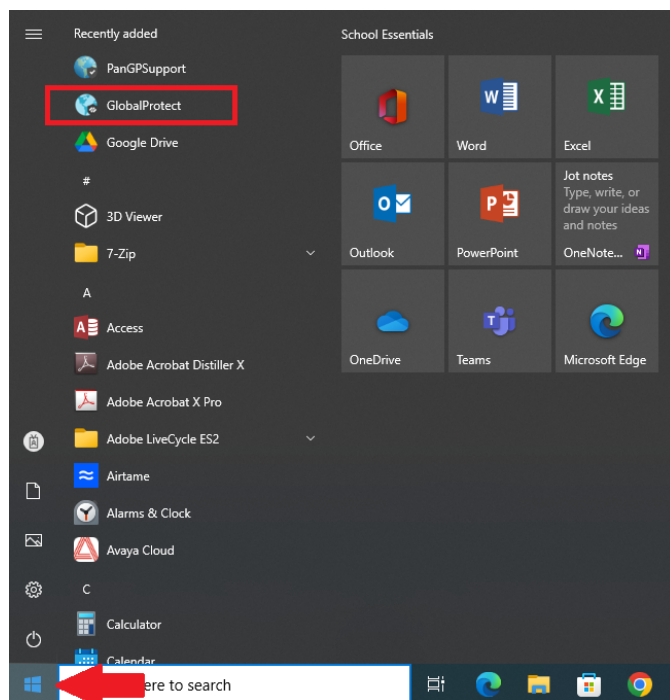 Recently added
PanGPSupport
GlobalProtect
Google Drive
#
3D Viewer
7-Zip
A
Access
Adobe Acrobat Distiller X
Adobe Acrobat X Pro
Adobe LiveCycle ES2
Airtame
Alarms & Clock
Avaya Cloud
C
Calculator
Calendar
School Essentials
Office
Word
Excel
Outlook
PowerPoint
Jot notes
Type, write, or
draw your ideas
and notes
OneNote...
OneDrive
Teams
Microsoft Edge
to search